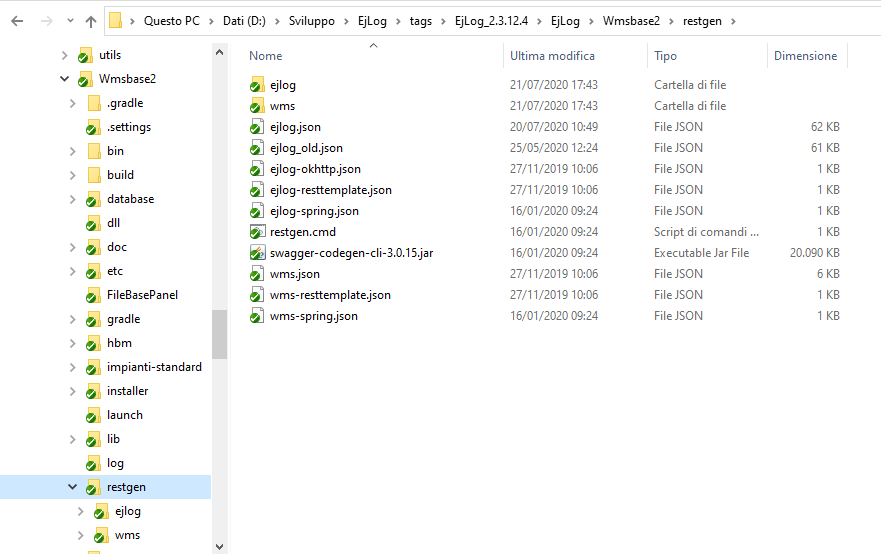 Questo PC > Dati (D:) > Sviluppo > EjLog > tags > EjLog_2.3.12.4 > EjLog > Wmsbase2 > restgen >
utils
Wmsbase2
.gradle
.settings
bin
build
database
dll
doc
etc
FileBasePanel
gradle
hbm
impianti-standard
installer
launch
lib
log
restgen
ejlog
wms
Nome Ultima modifica Tipo Dimensione
ejlog 21/07/2020 17:43 Cartella di file
wms 21/07/2020 17:43 Cartella di file
ejlog.json 20/07/2020 10:49 File JSON 62 KB
ejlog_old.json 25/05/2020 12:24 File JSON 61 KB
ejlog-okhttp.json 27/11/2019 10:06 File JSON 1 KB
ejlog-resttemplate.json 27/11/2019 10:06 File JSON 1 KB
ejlog-spring.json 16/01/2020 09:24 File JSON 1 KB
restgen.cmd 16/01/2020 09:24 Script di comandi ... 1 KB
swagger-codegen-cli-3.0.15.jar 16/01/2020 09:24 Executable Jar File 20.090 KB
wms.json 27/11/2019 10:06 File JSON 6 KB
wms-resttemplate.json 27/11/2019 10:06 File JSON 1 KB
wms-spring.json 16/01/2020 09:24 File JSON 1 KB